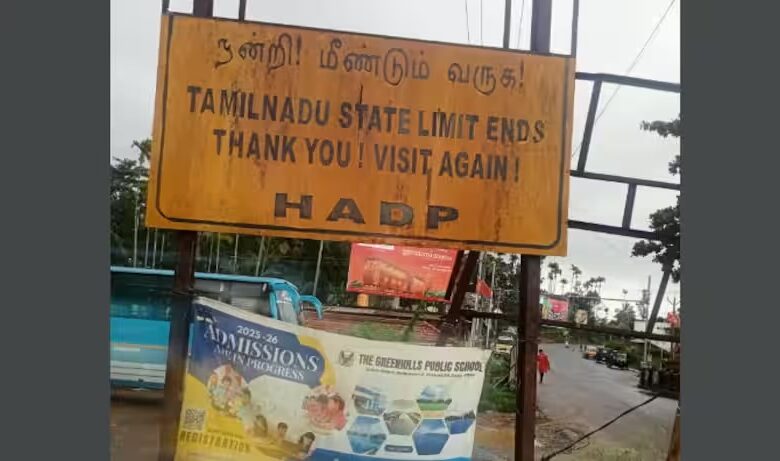 நன்றி! மீண்டும் வருக!
TAMILNADU STATE LIMIT ENDS
THANK YOU! VISIT AGAIN!
HADP
2025-26
ADMISSIONS
ARE IN PROGRESS
THE GREENHILLS PUBLIC SCHOOL
REGISTRATION